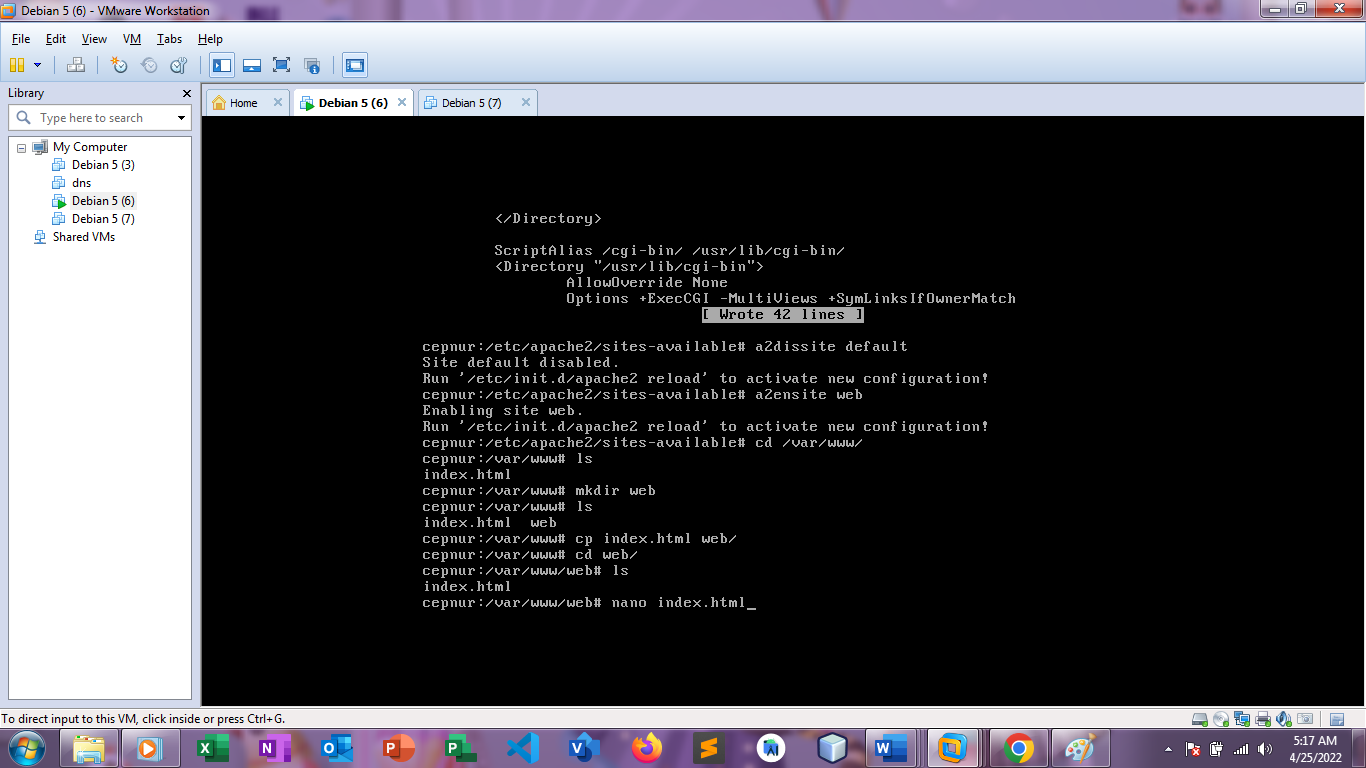 Debian 5 (6) - VMware Workstation
File Edit View VM Tabs Help
Library
Type here to search
My Computer
Debian 5 (3)
dns
Debian 5 (6)
Debian 5 (7)
Shared VMs
Home Debian 5 (6) Debian 5 (7)
</Directory>
ScriptAlias /cgi-bin/ /usr/lib/cgi-bin/
<Directory "/usr/lib/cgi-bin">
AllowOverride None
Options +ExecCGI -MultiViews +SymLinksIfOwnerMatch
[ Wrote 42 lines ]
cepnur:/etc/apache2/sites-available# a2dissite default
Site default disabled.
Run '/etc/init.d/apache2 reload' to activate new configuration!
cepnur:/etc/apache2/sites-available# a2ensite web
Enabling site web.
Run '/etc/init.d/apache2 reload' to activate new configuration!
cepnur:/etc/apache2/sites-available# cd /var/www/
cepnur:/var/www# ls
index.html
cepnur:/var/www# mkdir web
cepnur:/var/www# ls
index.html  web
cepnur:/var/www# cp index.html web/
cepnur:/var/www# cd web/
cepnur:/var/www/web# ls
index.html
cepnur:/var/www/web# nano index.html_
To direct input to this VM, click inside or press Ctrl+G.
5:17 AM
4/25/2022